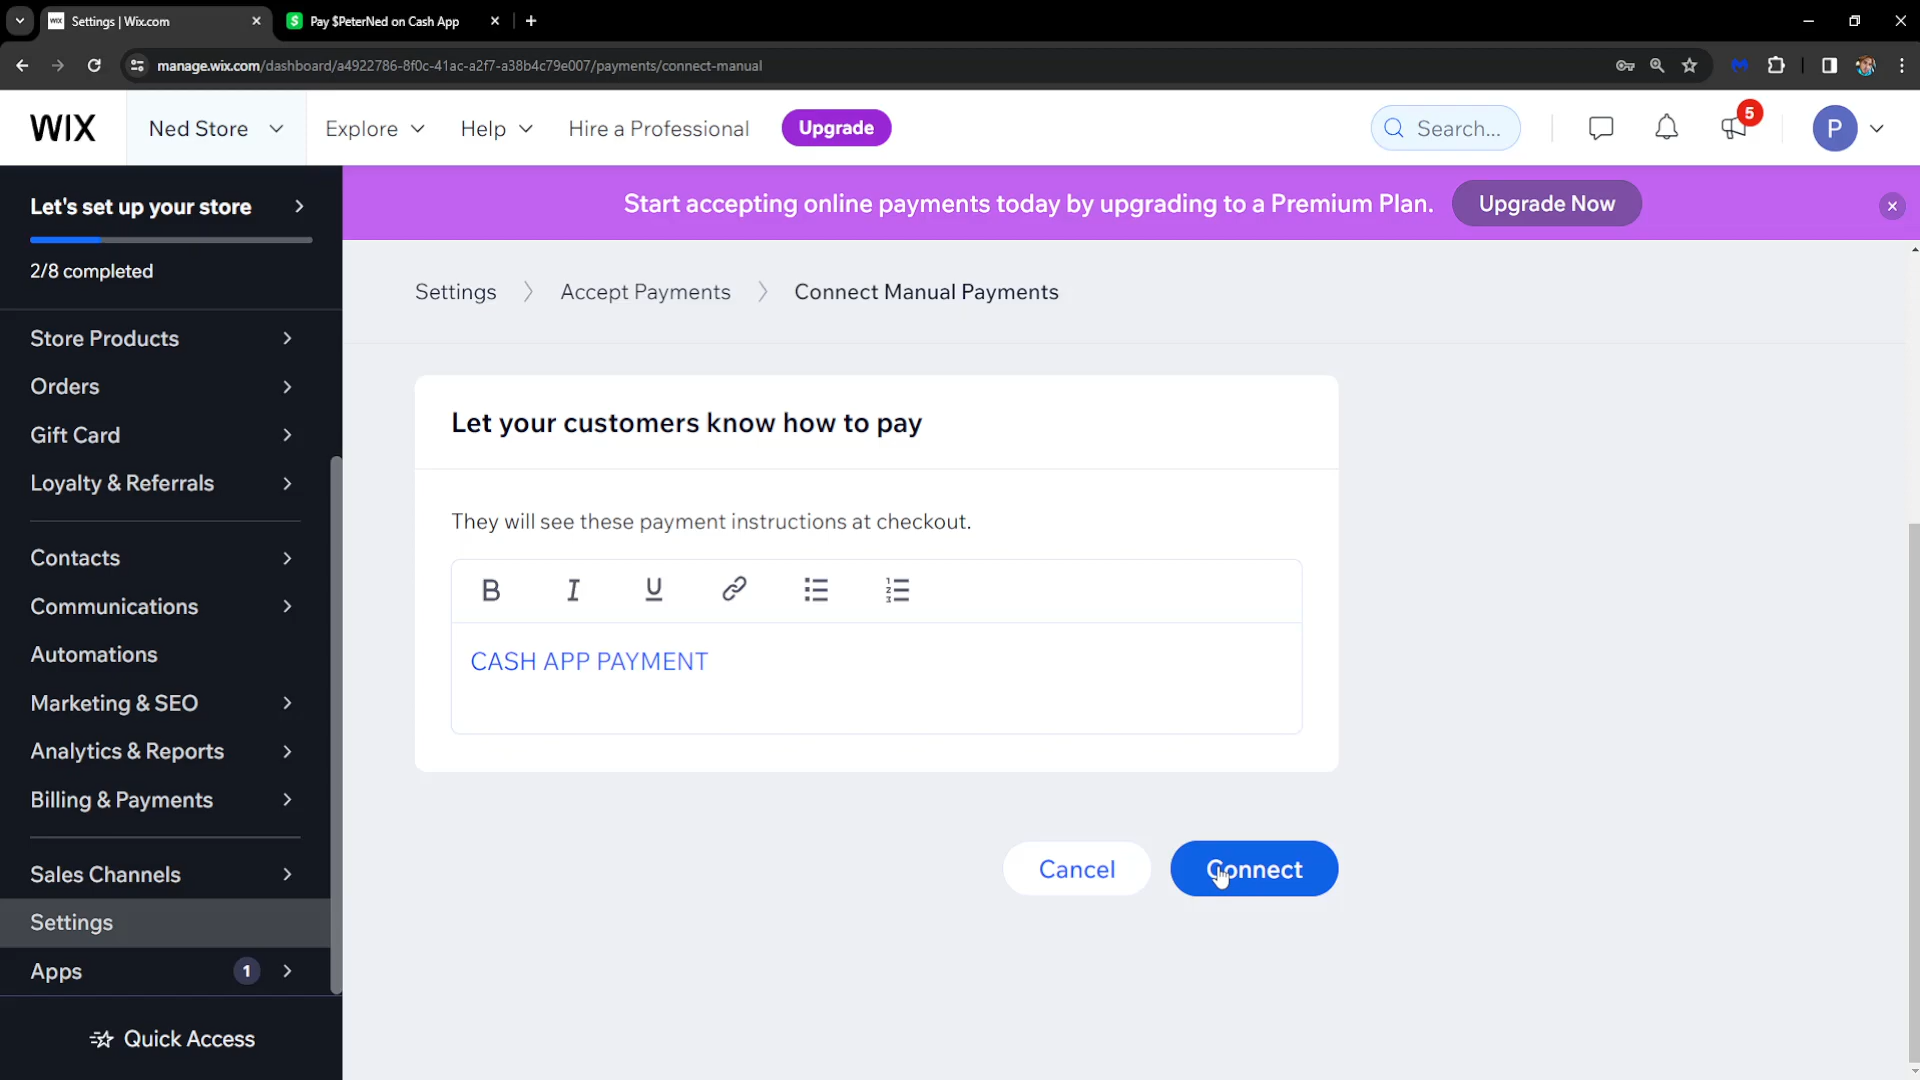 Settings | Wix.com
Pay $PeterNed on Cash App
manage.wix.com/dashboard/a4922786-8f0c-41ac-a2f7-a38b4c79e007/payments/connect-manual
WIX
Ned Store
Explore
Help
Hire a Professional
Upgrade
Search...
5
P
Let's set up your store
2/8 completed
Start accepting online payments today by upgrading to a Premium Plan.
Upgrade Now
Settings
Accept Payments
Connect Manual Payments
Store Products
Orders
Gift Card
Loyalty & Referrals
Contacts
Communications
Automations
Marketing & SEO
Analytics & Reports
Billing & Payments
Sales Channels
Settings
Apps
1
Quick Access
Let your customers know how to pay
They will see these payment instructions at checkout.
B I U
CASH APP PAYMENT
Cancel
Connect